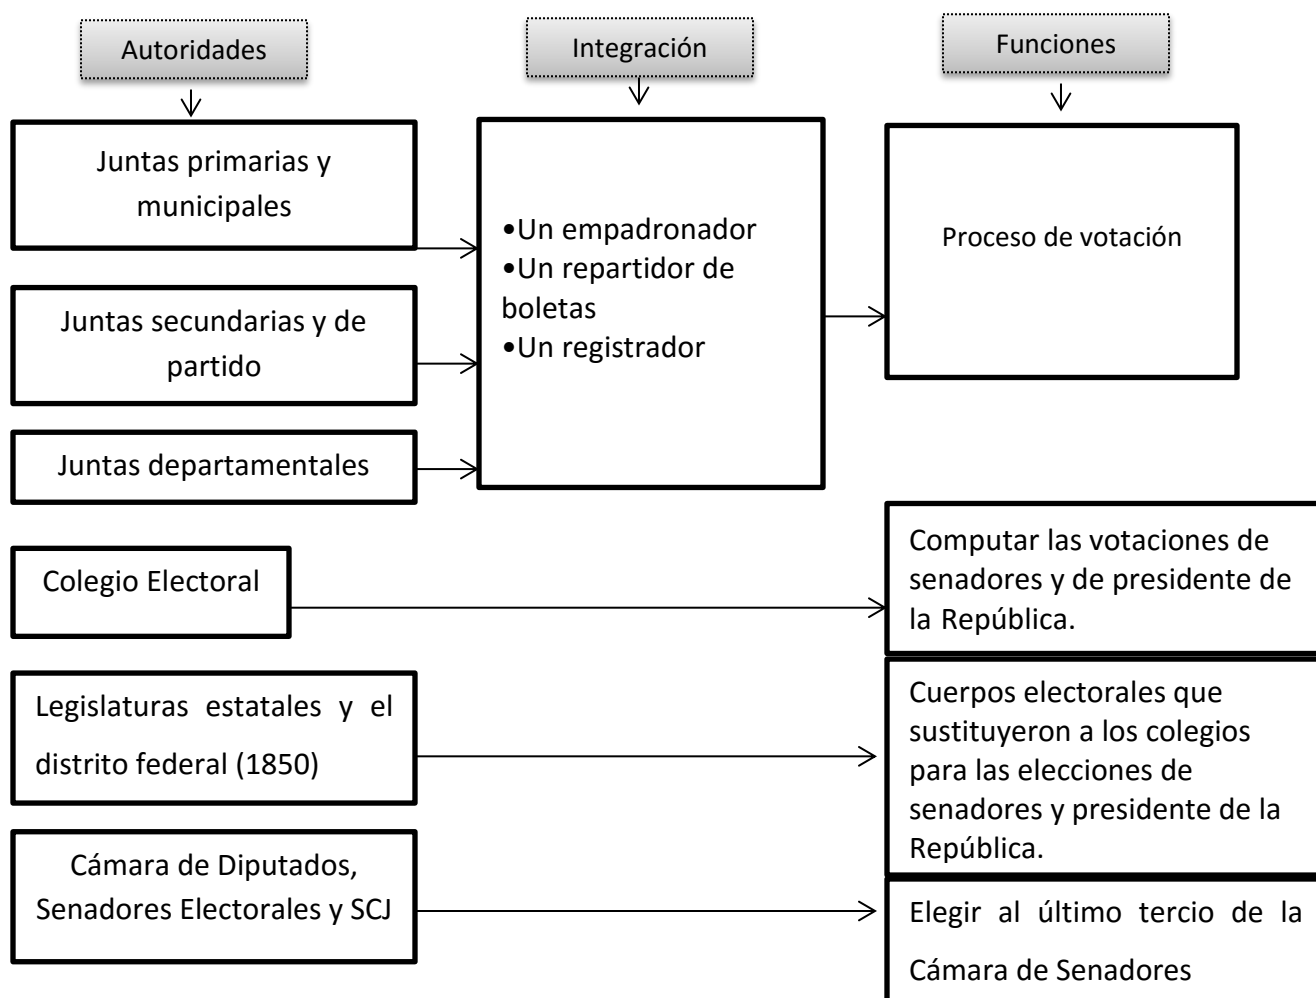 Autoridades
Integración
Funciones
Juntas primarias y
municipales
Juntas secundarias y de
partido
Juntas departamentales
•Un empadronador
•Un repartidor de
boletas
•Un registrador
Proceso de votación
Colegio Electoral
Computar las votaciones de
senadores y de presidente de
la República.
Legislaturas estatales y el
distrito federal (1850)
Cuerpos electorales que
sustituyeron a los colegios
para las elecciones de
senadores y presidente de la
República.
Cámara de Diputados,
Senadores Electorales y SCJ
Elegir al último tercio de la
Cámara de Senadores